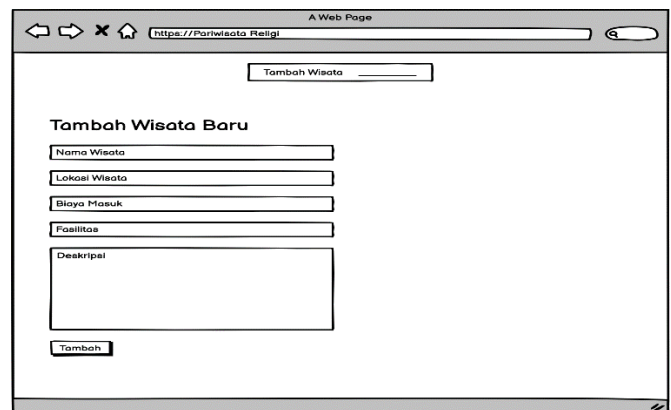 A Web Page
https://Pariwisata Religi
Tambah Wisata
Tambah Wisata Baru
Nama Wisata
Lokasi Wisata
Biaya Masuk
Fasilitas
Deskripsi
Tambah